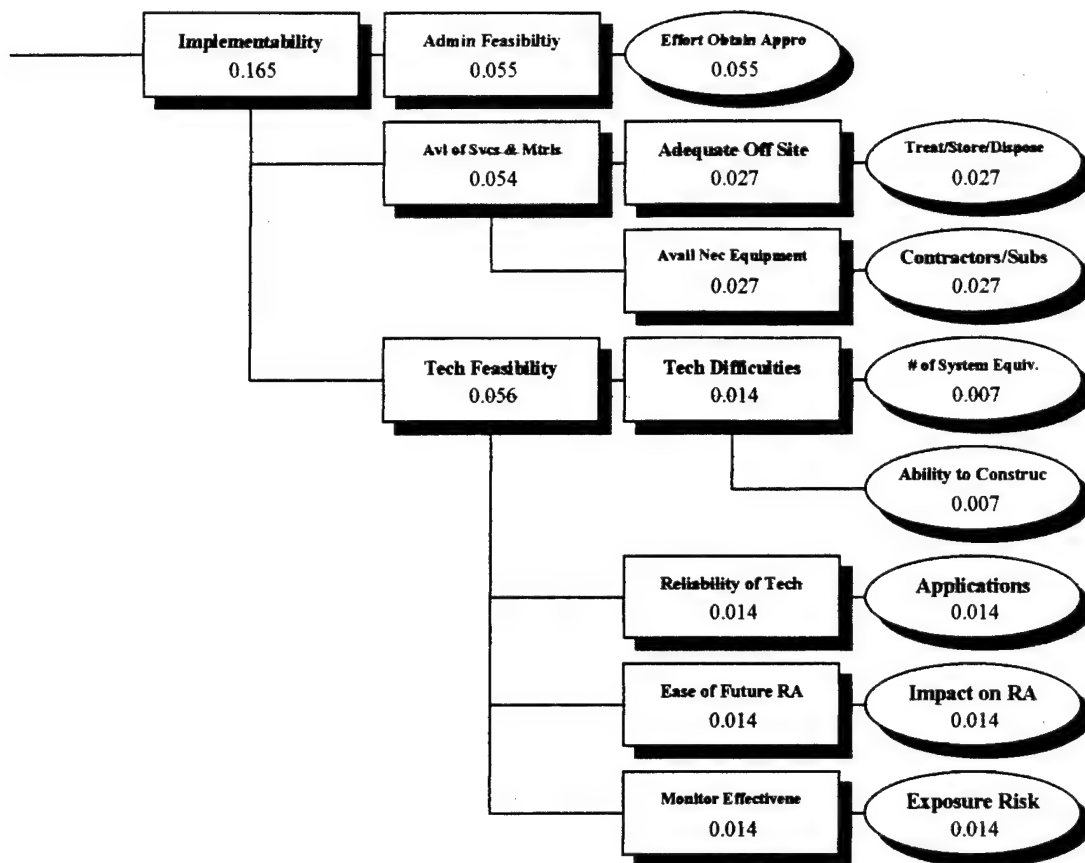 Implementability
0.165
Admin Feasibiltiy
0.055
Effort Obtain Appro
0.055
Avl of Svcs & Mtrls
0.054
Adequate Off Site
0.027
Treat/Store/Dispose
0.027
Avail Nec Equipment
0.027
Contractors/Subs
0.027
Tech Feasibility
0.056
Tech Difficulties
0.014
# of System Equiv.
0.007
Ability to Construc
0.007
Reliability of Tech
0.014
Applications
0.014
Ease of Future RA
0.014
Impact on RA
0.014
Monitor Effectivene
0.014
Exposure Risk
0.014